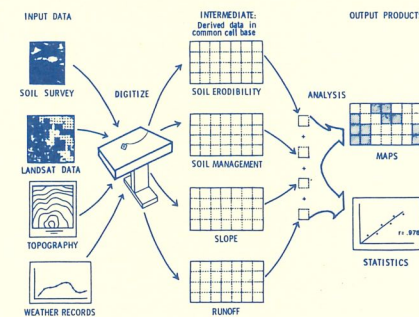 INPUT DATA
INTERMEDIATE:
Derived data in
common cell base
OUTPUT PRODUCT
DIGITIZE
SOIL SURVEY
SOIL ERODIBILITY
ANALYSIS
LANDSAT DATA
SOIL MANAGEMENT
MAPS
+
+
+
TOPOGRAPHY
SLOPE
STATISTICS
WEATHER RECORDS
RUNOFF